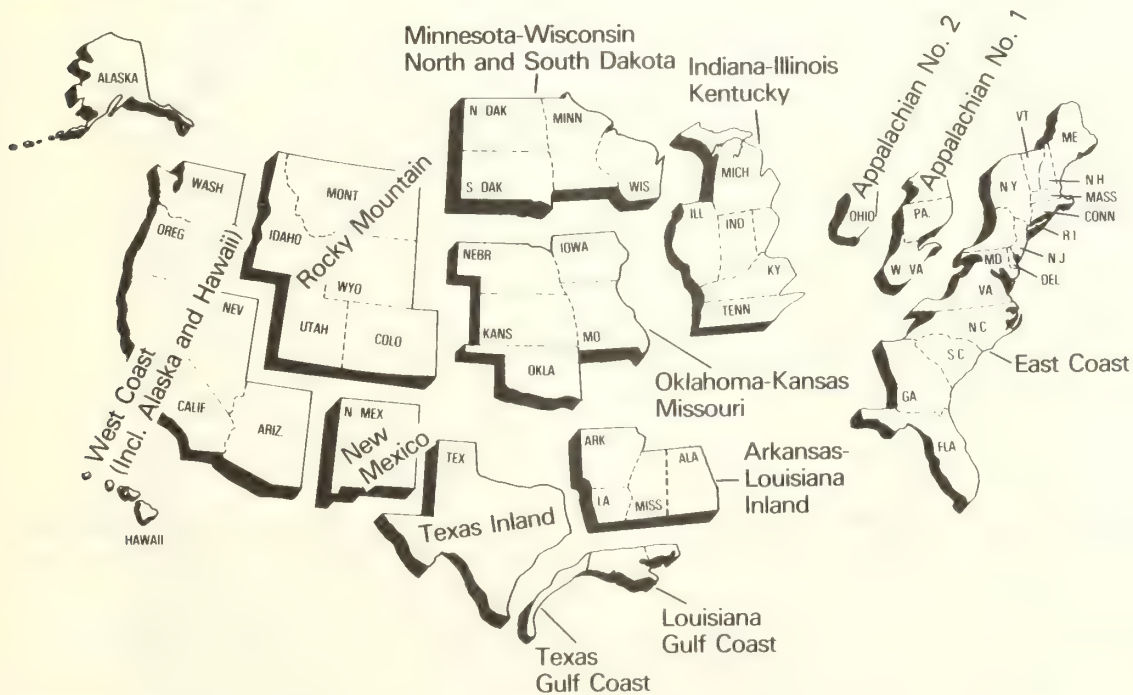 ALASKA
Minnesota-Wisconsin
North and South Dakota
Indiana-Illinois
Kentucky
Appalachian No. 2
Appalachian No. 1
WASH
OREG
NEV
CALIF
ARIZ.
West Coast
(Incl. Alaska and Hawaii)
HAWAII
MONT
IDAHO
WYO
UTAH
COLO
Rocky Mountain
N MEX
New
Mexico
N DAK
S DAK
MINN
WIS
NEBR
IOWA
KANS
MO
OKLA
Oklahoma-Kansas
Missouri
MICH
ILL
IND
KY
TENN
OHIO
PA.
W VA
VT
ME
NY
N H
MASS
CONN
R I
N J
MD
DEL
VA
N C
S C
GA
FLA
East Coast
TEX
Texas Inland
ARK
LA
MISS
ALA
Arkansas-
Louisiana
Inland
Louisiana
Gulf Coast
Texas
Gulf Coast